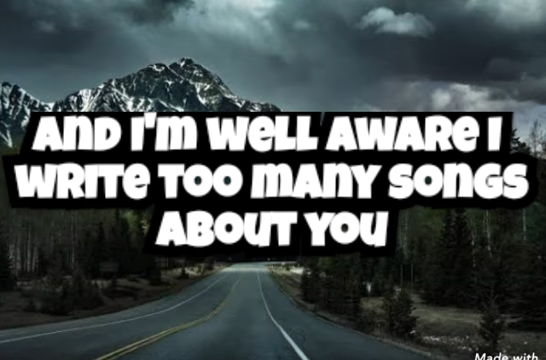 AND I'm WELL AWARE I
WRITE TOO mANY SONGS
ABOUT YOU
Made with